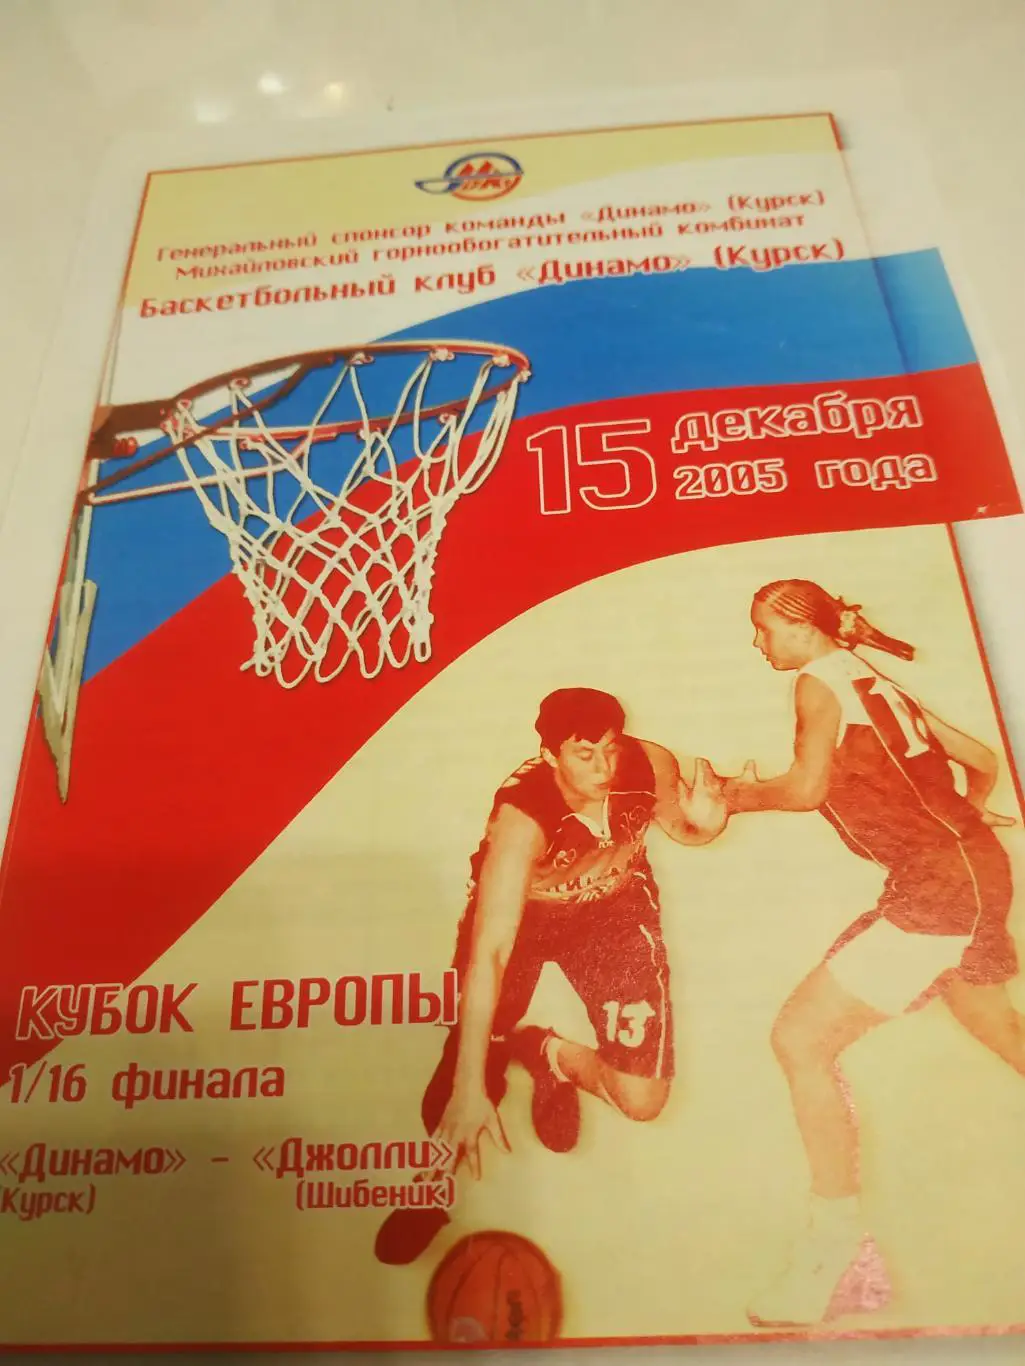 Генеральный спонсор команды «Динамо» (Курск)
Михайловский горнообогатительный комбинат
Баскетбольный клуб «Динамо» (Курск)
15 декабря
2005 года
13
КУБОК ЕВРОПЫ
1/16 финала
«Динамо» – «Джолли»
(Курск) (Шибеник)